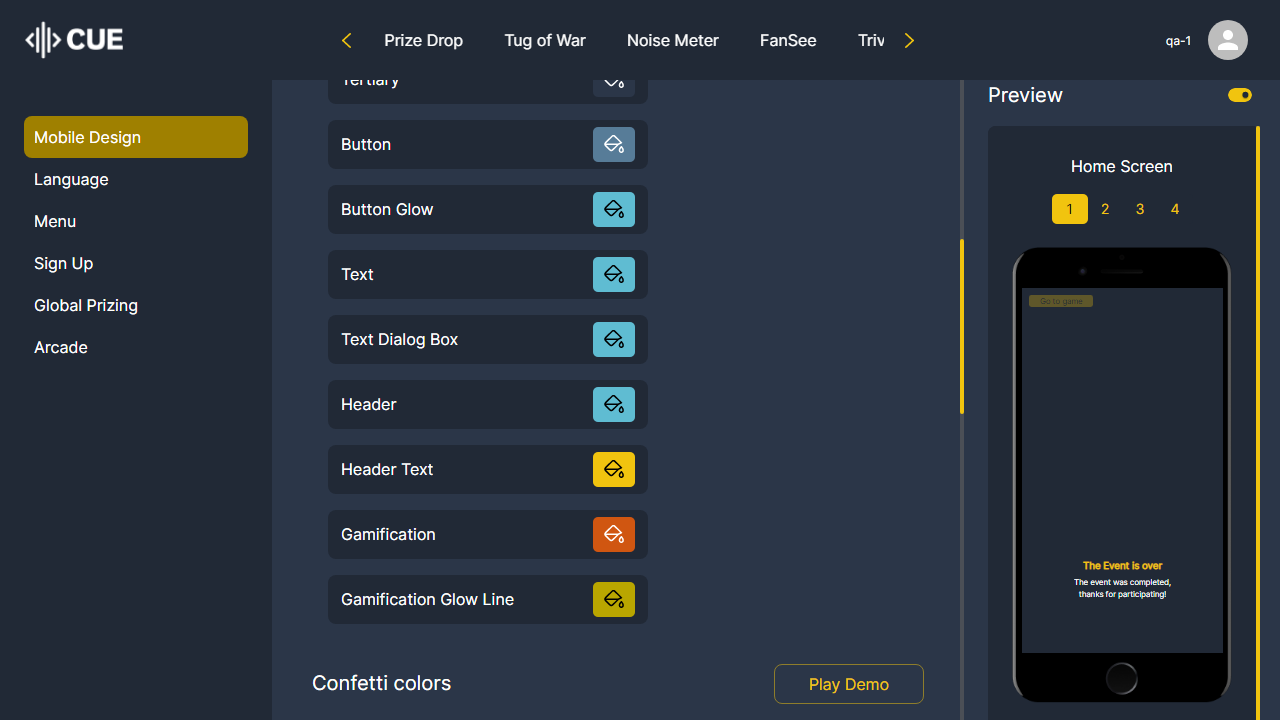 CUE
Prize Drop
Tug of War
Noise Meter
FanSee
Triv
qa-1
Mobile Design
Language
Menu
Sign Up
Global Prizing
Arcade
Tertiary
Button
Button Glow
Text
Text Dialog Box
Header
Header Text
Gamification
Gamification Glow Line
Confetti colors
Play Demo
Preview
Home Screen
1 2 3 4
Go to game
The Event is over
The event was completed,
thanks for participating!